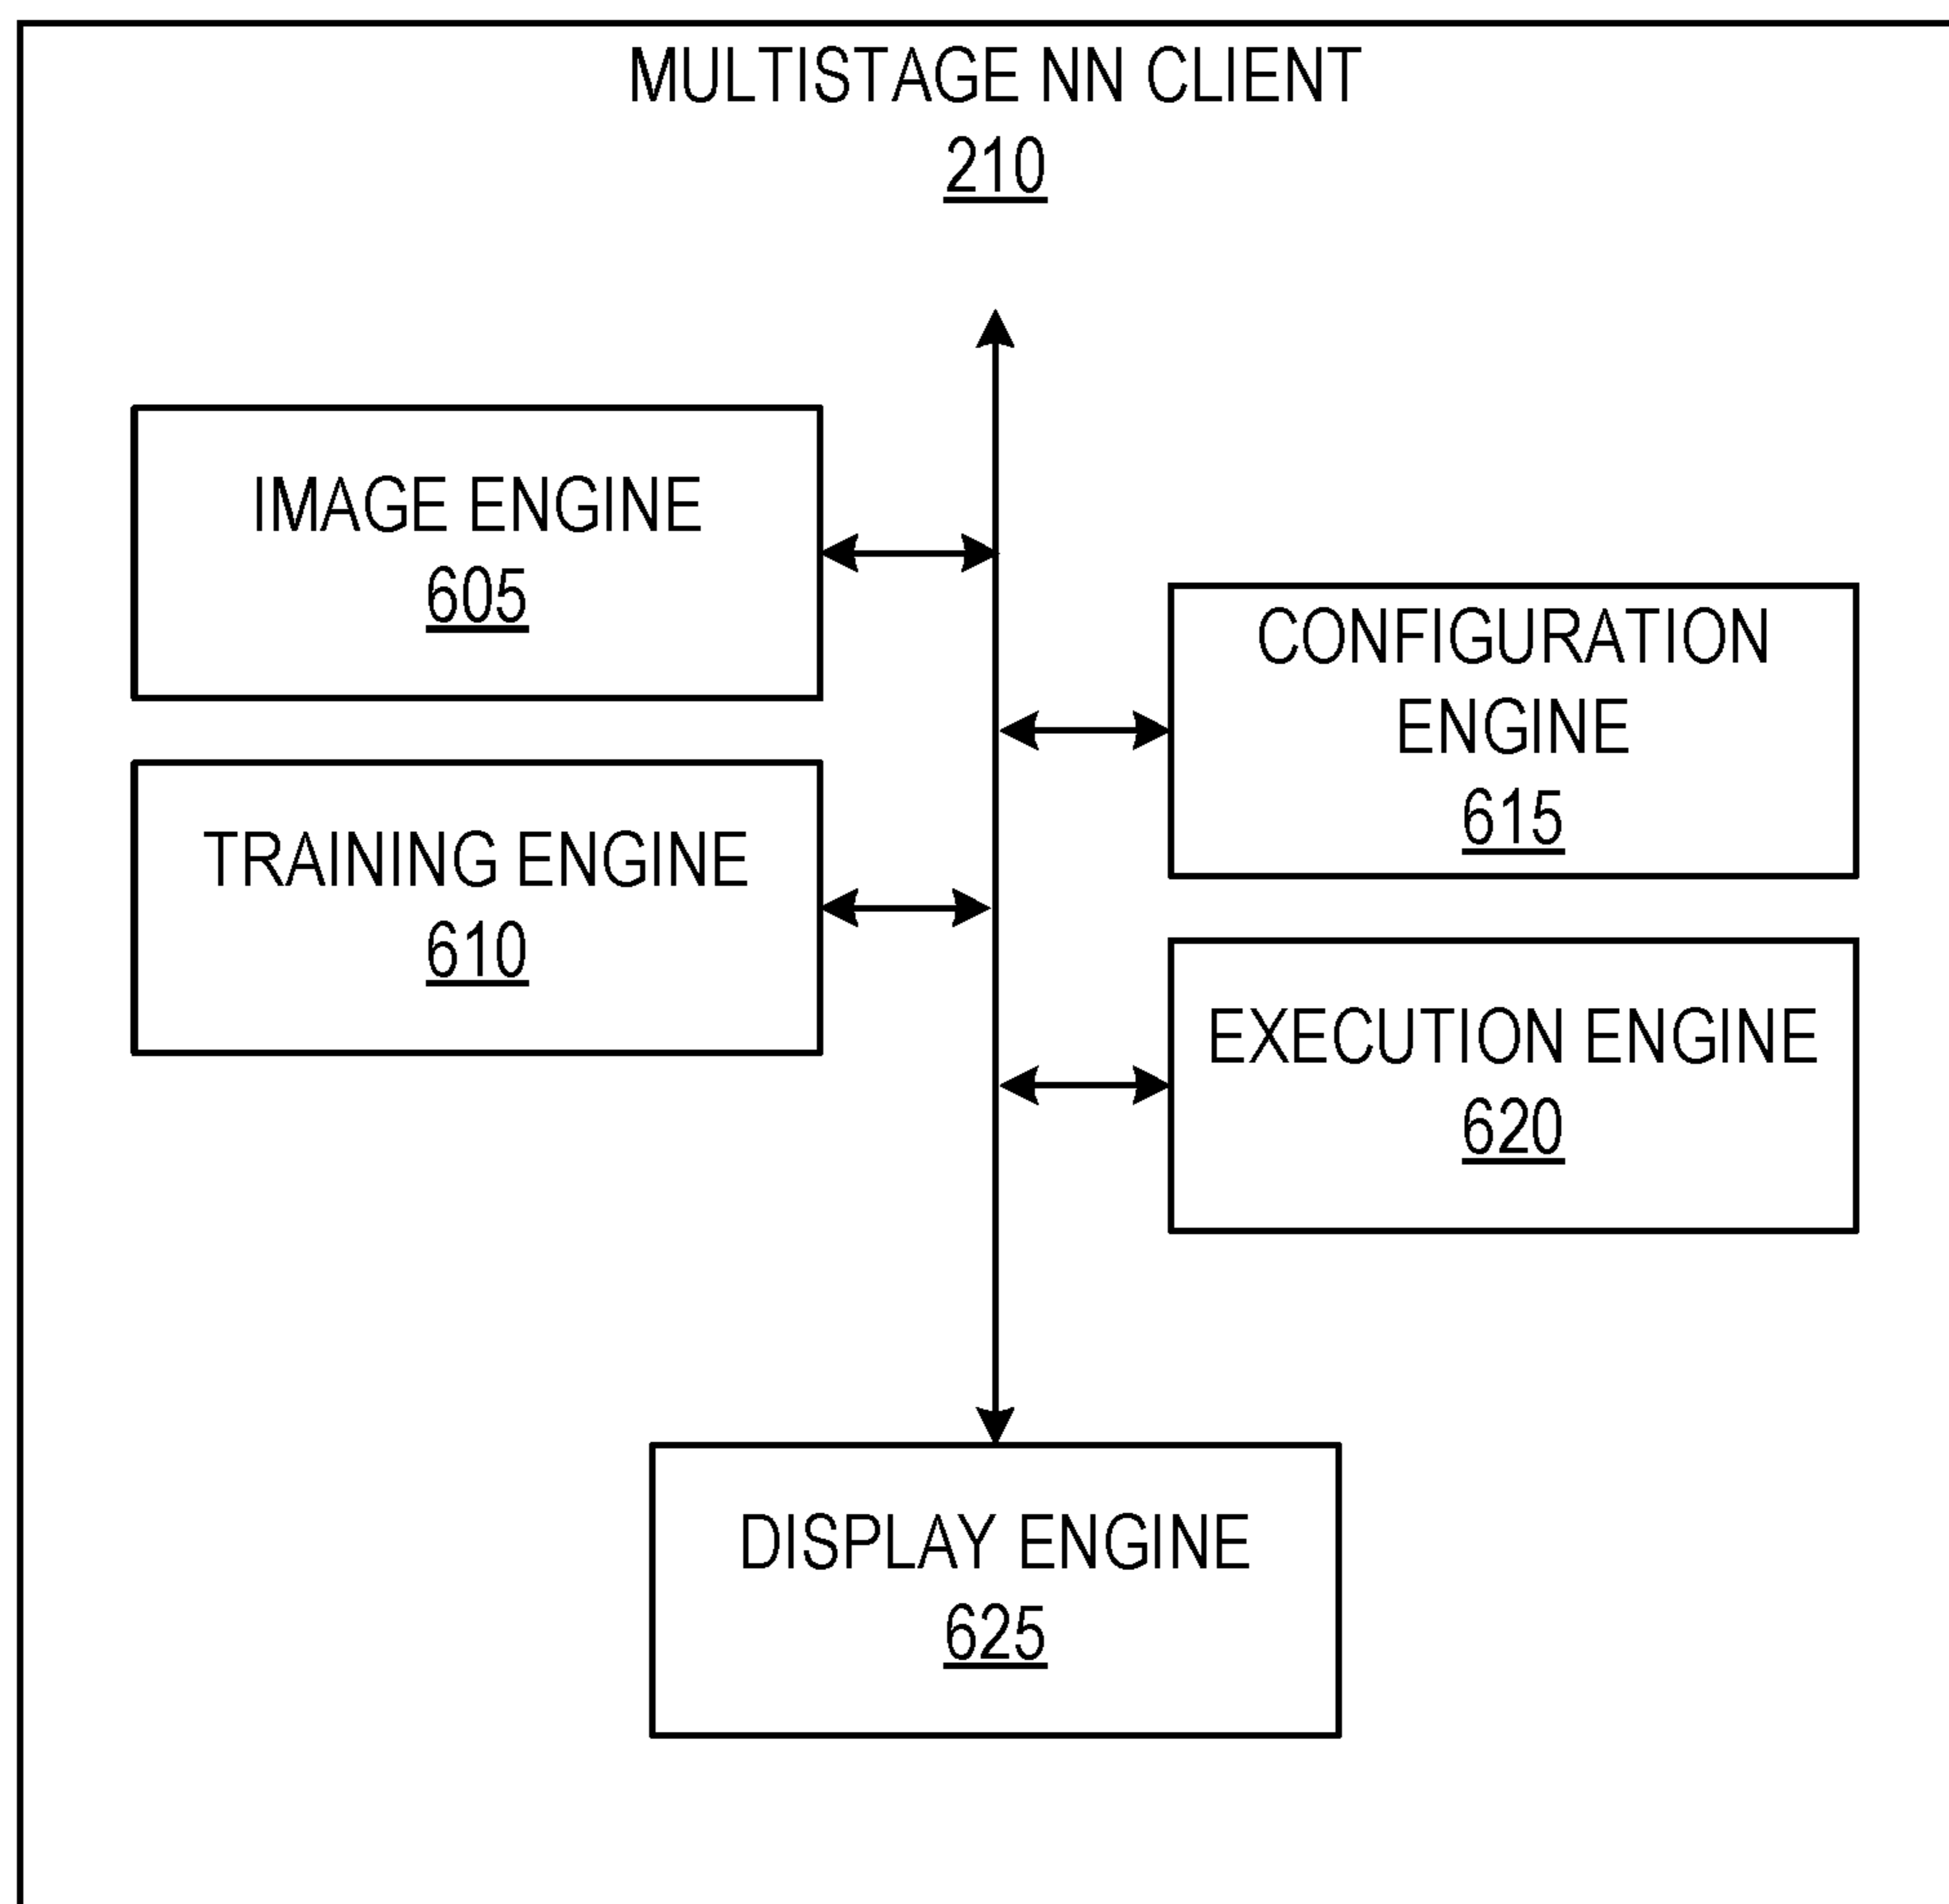 MULTISTAGE NN CLIENT
210
IMAGE ENGINE
605
CONFIGURATION
ENGINE
615
TRAINING ENGINE
610
EXECUTION ENGINE
620
DISPLAY ENGINE
625